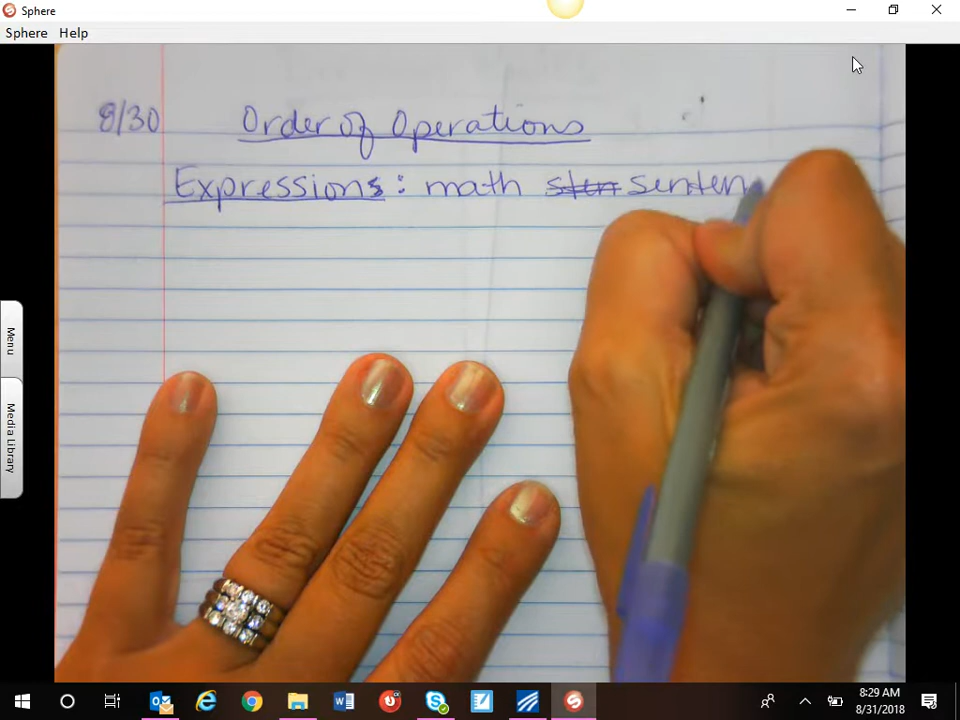 Sphere
Sphere Help
8/30 Order of Operations
Expressions: math sten senten
Menu
Media Library
8:29 AM
8/31/2018